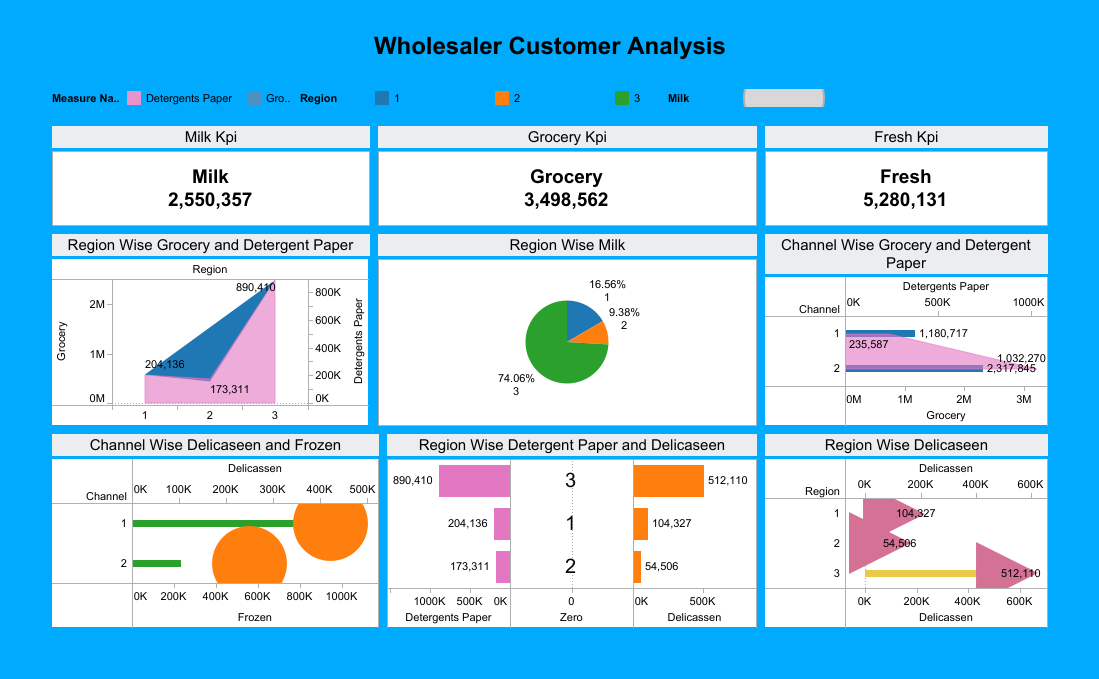 Wholesaler Customer Analysis
Measure Na.. Detergents Paper Gro.. Region 1 2 3 Milk
Milk Kpi
Milk
2,550,357
Grocery Kpi
Grocery
3,498,562
Fresh Kpi
Fresh
5,280,131
Region Wise Grocery and Detergent Paper
Region
890,410
204,136
173,311
Grocery
2M
1M
0M
800K
600K
400K
200K
0K
Detergents Paper
1 2 3
Region Wise Milk
16.56%
1
9.38%
2
74.06%
3
Channel Wise Grocery and Detergent
Paper
Detergents Paper
Channel 0K 500K 1000K
1 1,180,717
235,587
1,032,270
2 2,317,845
0M 1M 2M 3M
Grocery
Channel Wise Delicaseen and Frozen
Delicassen
Channel 0K 100K 200K 300K 400K 500K
1
2
0K 200K 400K 600K 800K 1000K
Frozen
Region Wise Detergent Paper and Delicaseen
890,410 3 512,110
204,136 1 104,327
173,311 2 54,506
1000K 500K 0K 0 0K 500K
Detergents Paper Zero Delicassen
Region Wise Delicaseen
Delicassen
Region 0K 200K 400K 600K
1 104,327
2 54,506
3 512,110
0K 200K 400K 600K
Delicassen